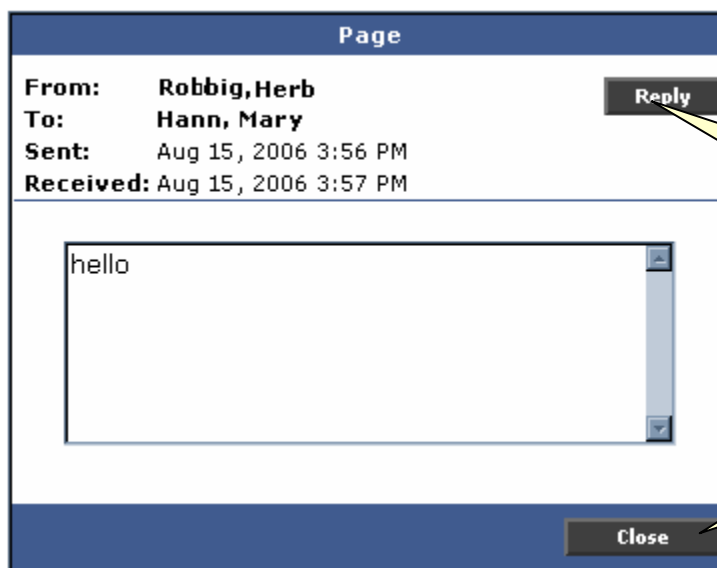 Page
From: Robbig,Herb
Reply
To: Hann, Mary
Sent: Aug 15, 2006 3:56 PM
Received: Aug 15, 2006 3:57 PM
hello
Close